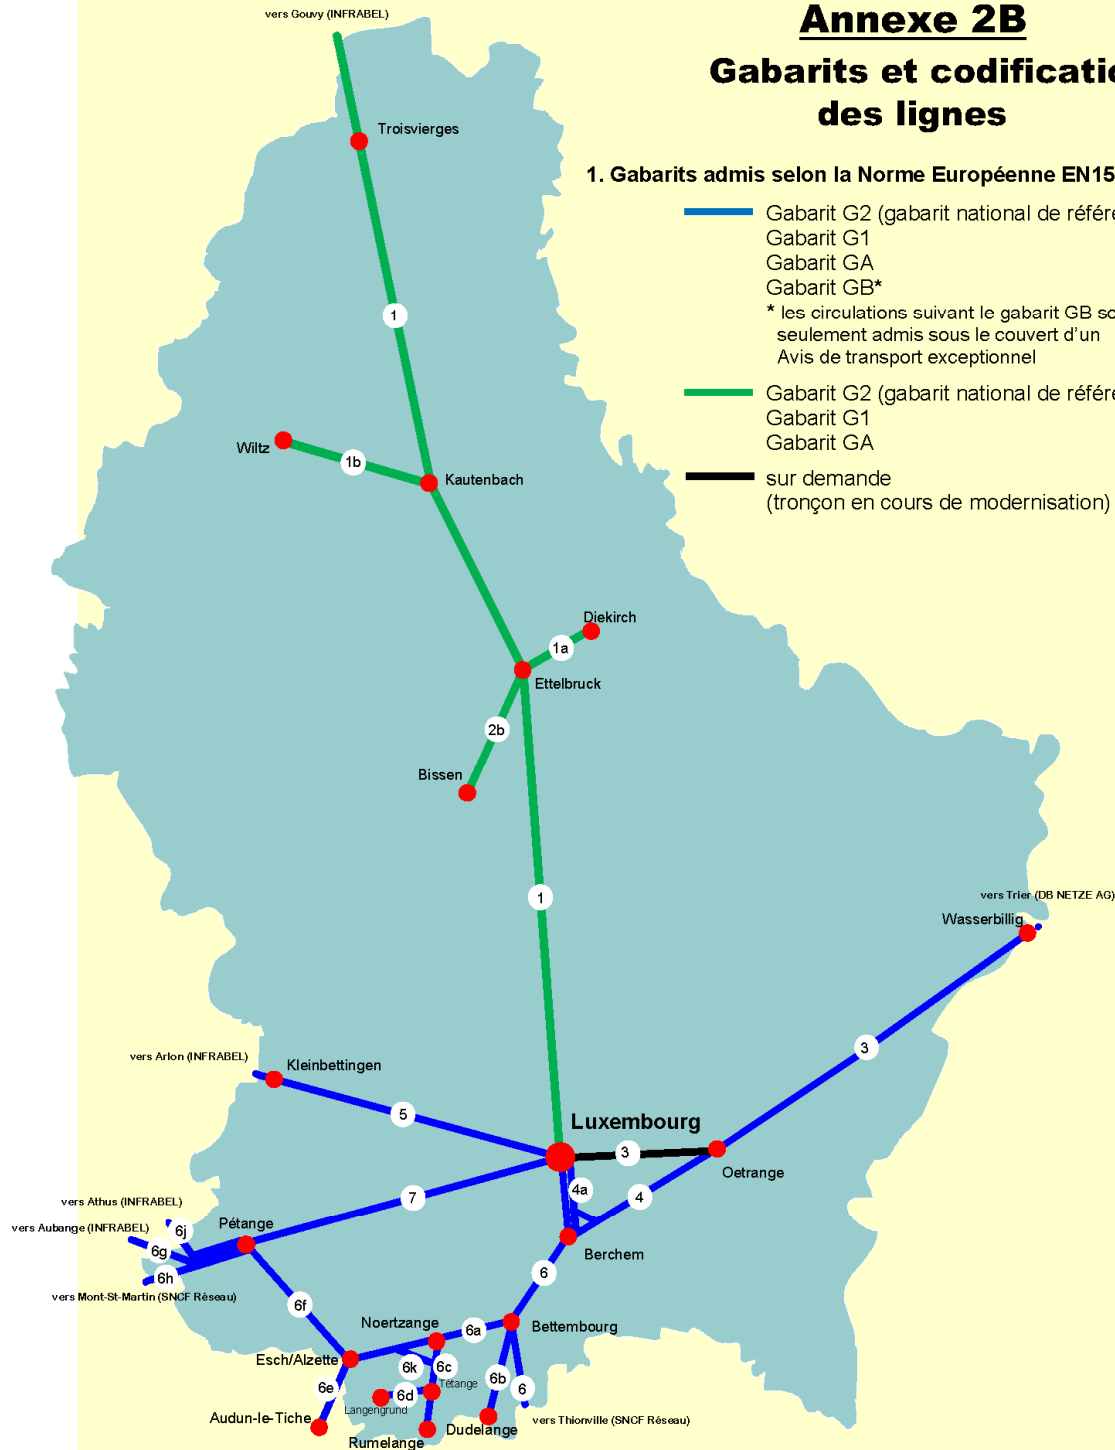 vers Gouvy (INFRABEL)
Annexe 2B
Gabarits et codificatio
des lignes
Troisvierges
1. Gabarits admis selon la Norme Européenne EN15
Gabarit G2 (gabarit national de référe
Gabarit G1
Gabarit GA
Gabarit GB*
* les circulations suivant le gabarit GB so
seulement admis sous le couvert d'un
Avis de transport exceptionnel
1
Gabarit G2 (gabarit national de référe
Gabarit G1
Gabarit GA
sur demande
(tronçon en cours de modernisation)
Wiltz
1b
Kautenbach
Diekirch
1a
Ettelbruck
2b
Bissen
1
vers Trier (DB NETZE AG)
Wasserbillig
3
vers Arlon (INFRABEL)
Kleinbettingen
5
Luxembourg
3
Oetrange
4a
4
7
vers Athus (INFRABEL)
vers Aubange (INFRABEL)
6j
Pétange
6g
6h
vers Mont-St-Martin (SNCF Réseau)
Berchem
6
6f
Noertzange
6a
Bettembourg
Esch/Alzette
6k
6c
6e
6d
Tétange
Langengrund
6b
6
Audun-le-Tiche
Rumelange
Dudelange
vers Thionville (SNCF Réseau)